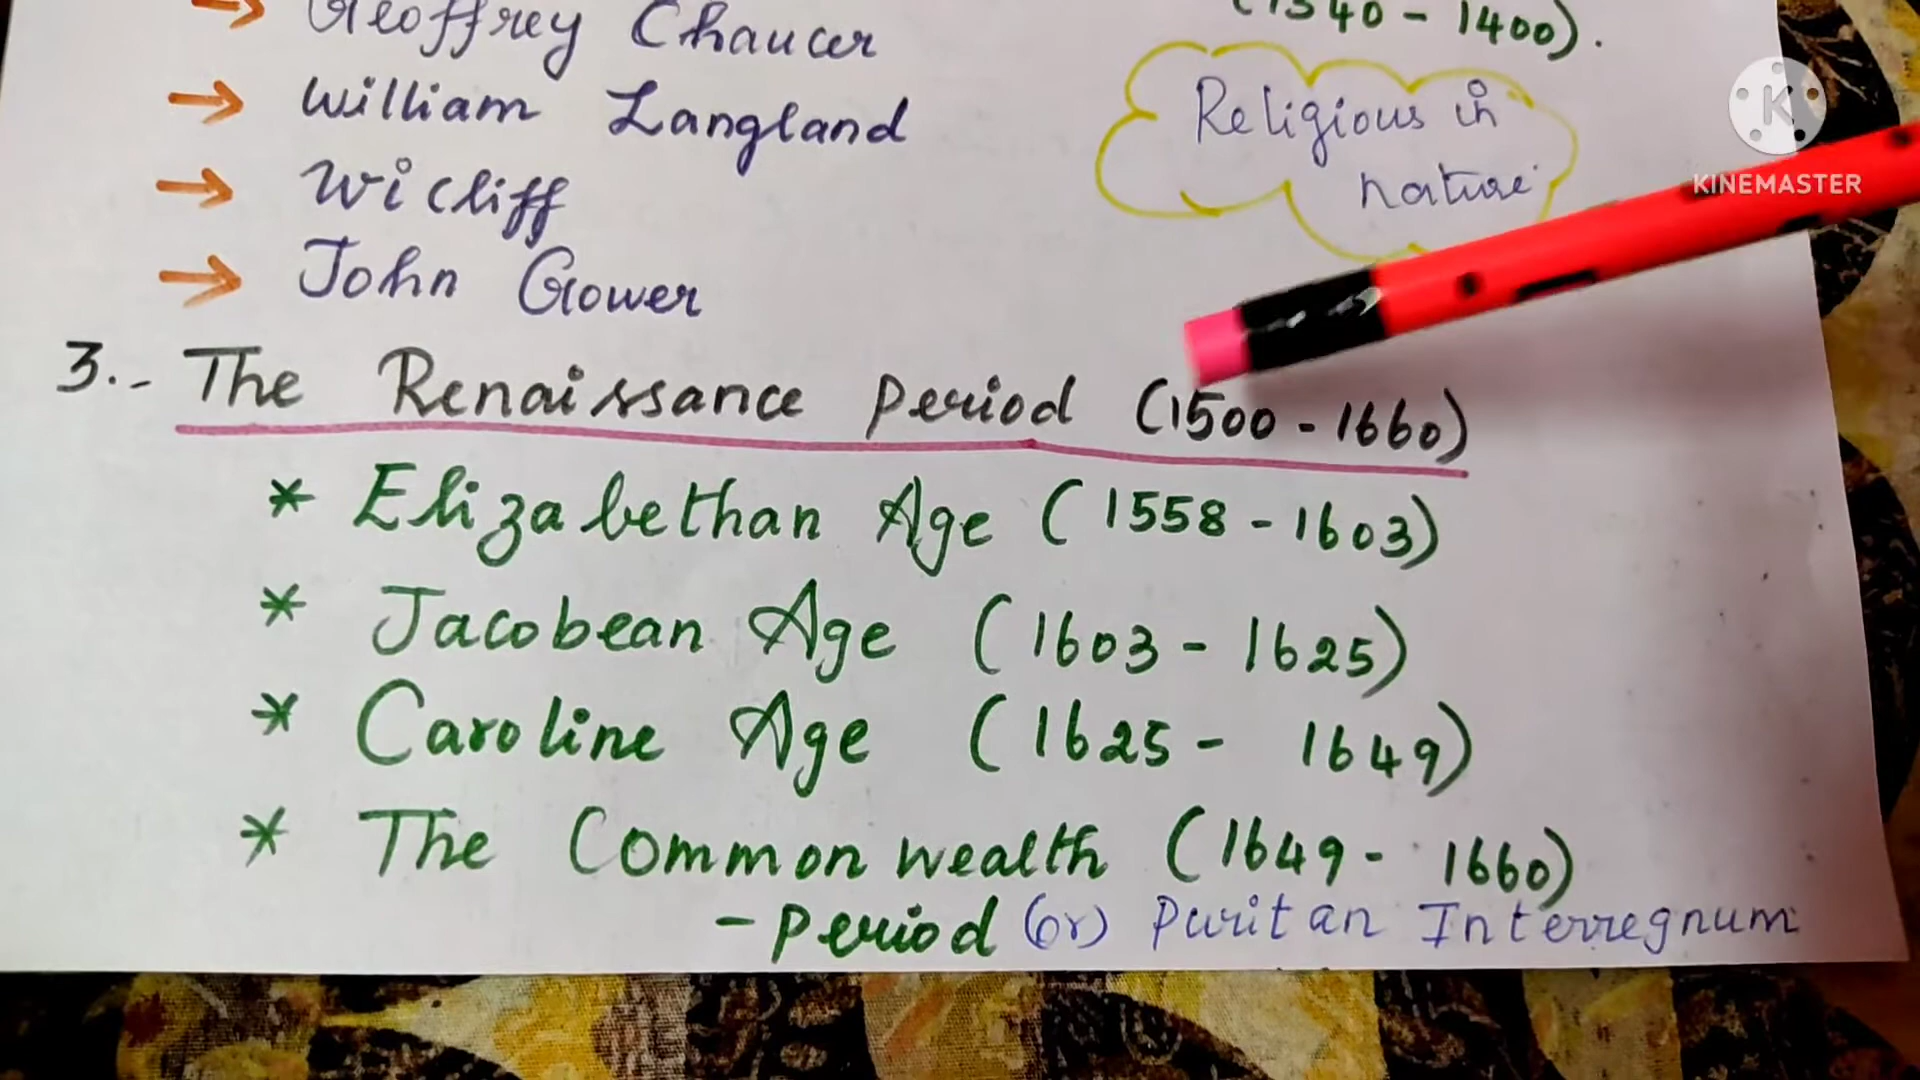 → Geoffrey Chaucer (1340 - 1400).
→ William Langland
Religious in
nature
→ Wicliff
→ John Gower
3.- The Renaissance Period (1500 - 1660)
* Elizabethan Age (1558 - 1603)
* Jacobean Age (1603 - 1625)
* Caroline Age (1625 - 1649)
* The Common wealth (1649 - 1660)
- Period (or) Puritan Interregnum
K
KINEMASTER